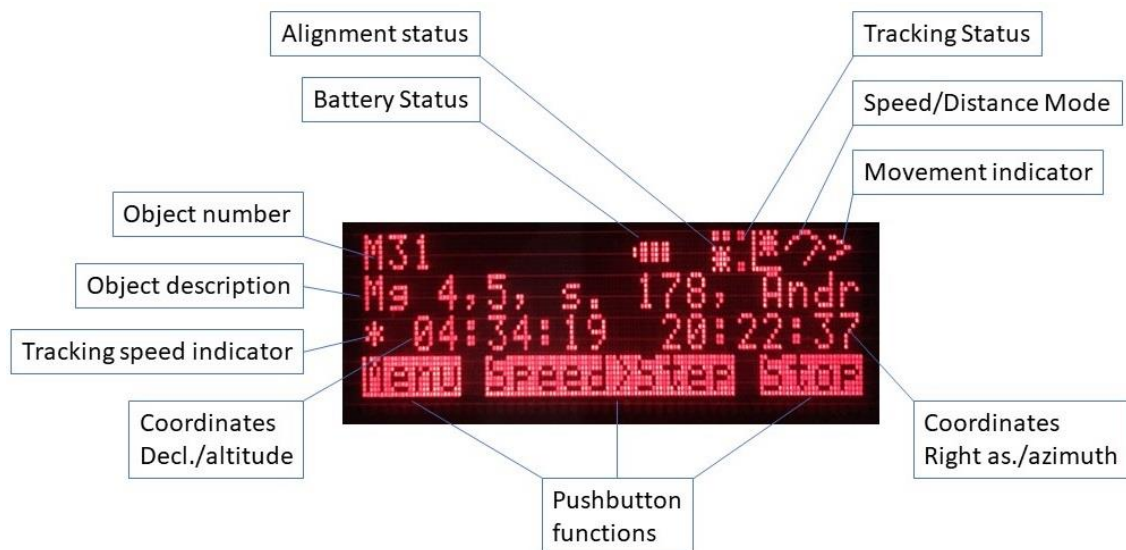 Alignment status
Tracking Status
Battery Status
Speed/Distance Mode
Movement indicator
Object number
M31
Object description
Mg 4,5, s. 178, Andr
Tracking speed indicator
* 04:34:19 20:22:37
Menu Speed>Step Stop
Coordinates
Decl./altitude
Coordinates
Right as./azimuth
Pushbutton
functions